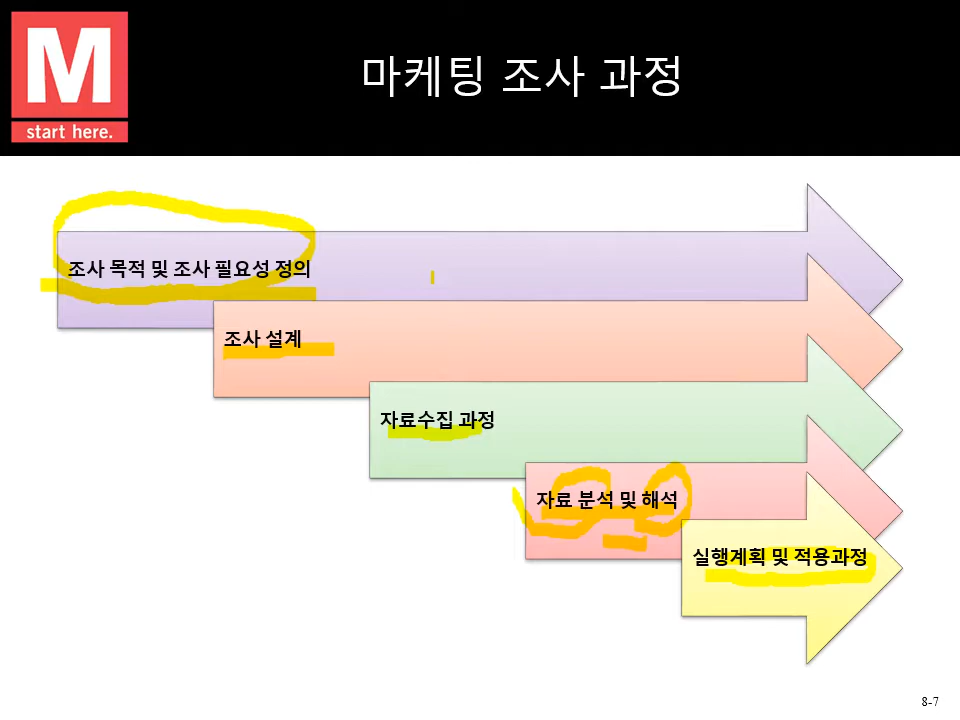 M
start here.
마케팅 조사 과정
조사 목적 및 조사 필요성 정의
조사 설계
자료수집 과정
자료 분석 및 해석
실행계획 및 적용과정
8-7